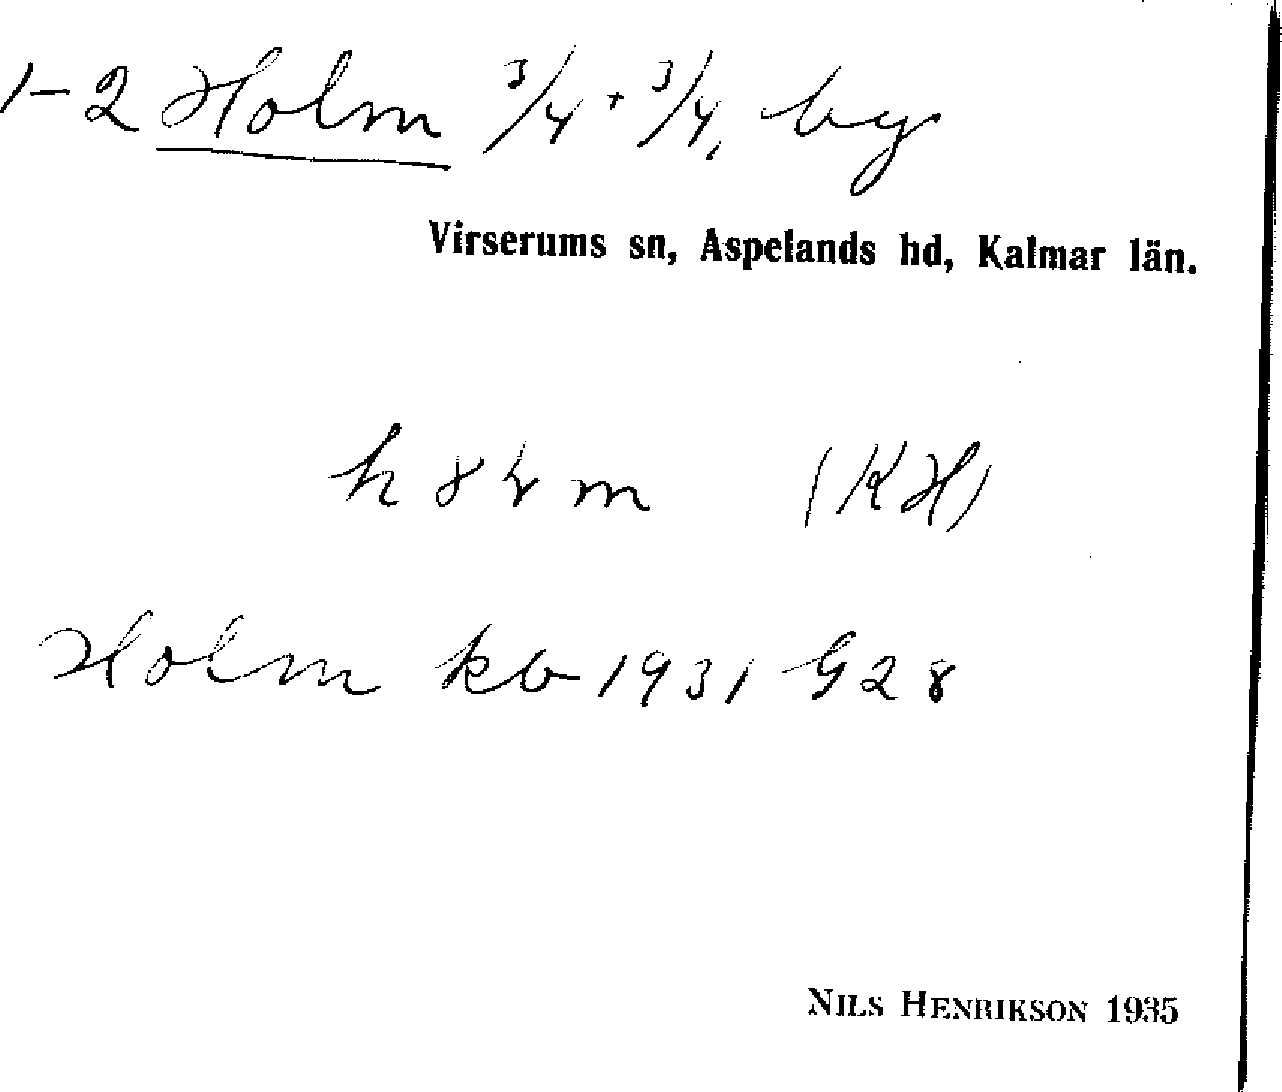 1-2 Holm 3/4 + 3/4, by
Virserums sn, Aspelands hd, Kalmar län.
(KH)
Holm kb 1931 G28
NILS HENRIKSON 1935